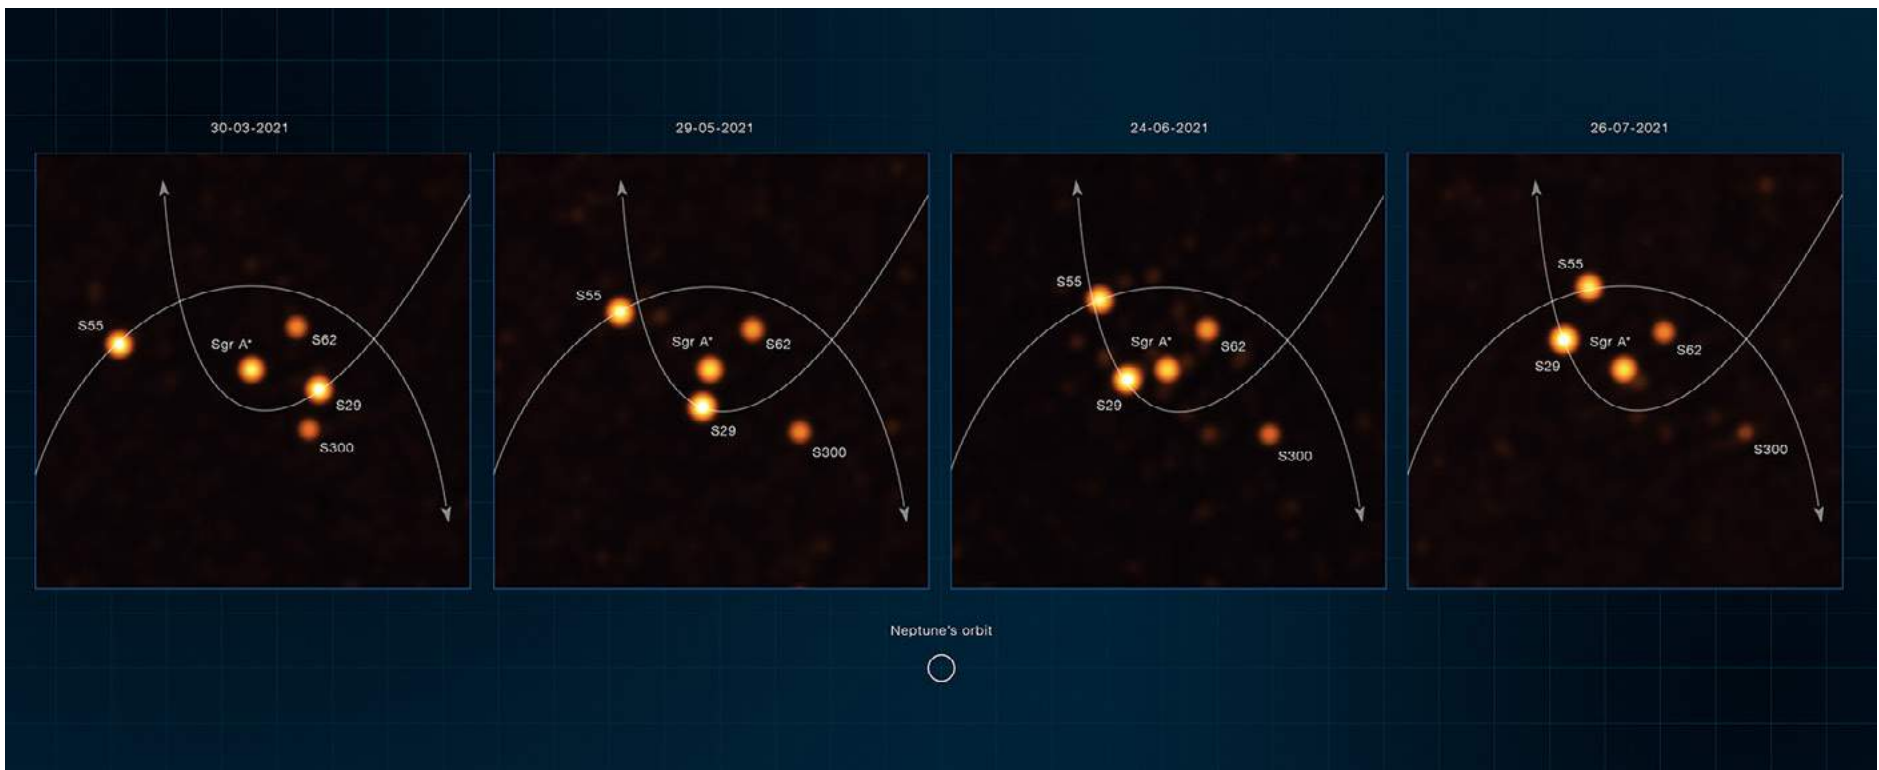 30-03-2021
29-05-2021
24-06-2021
26-07-2021
S55
Sgr A*
S62
S29
S300
S55
Sgr A*
S62
S29
S300
S55
Sgr A*
S62
S29
S300
S55
Sgr A*
S62
S29
S300
Neptune's orbit